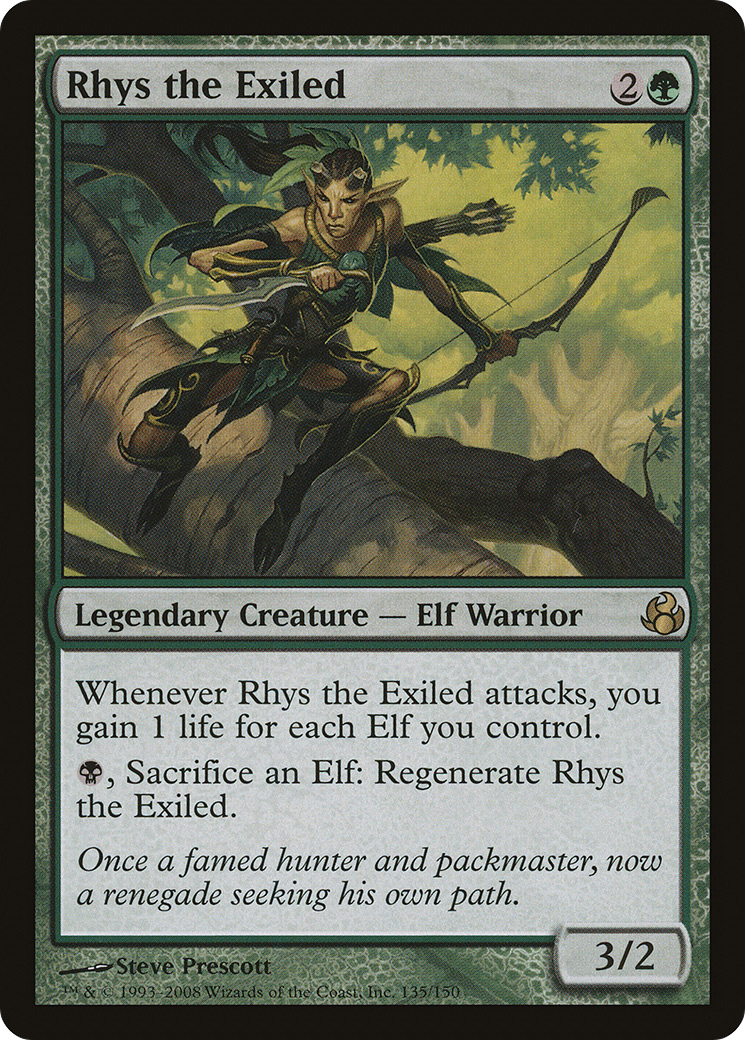 Rhys the Exiled 2
Legendary Creature — Elf Warrior
Whenever Rhys the Exiled attacks, you
gain 1 life for each Elf you control.
, Sacrifice an Elf: Regenerate Rhys
the Exiled.
Once a famed hunter and packmaster, now
a renegade seeking his own path.
3/2
Steve Prescott
™ & © 1993–2008 Wizards of the Coast, Inc. 135/150